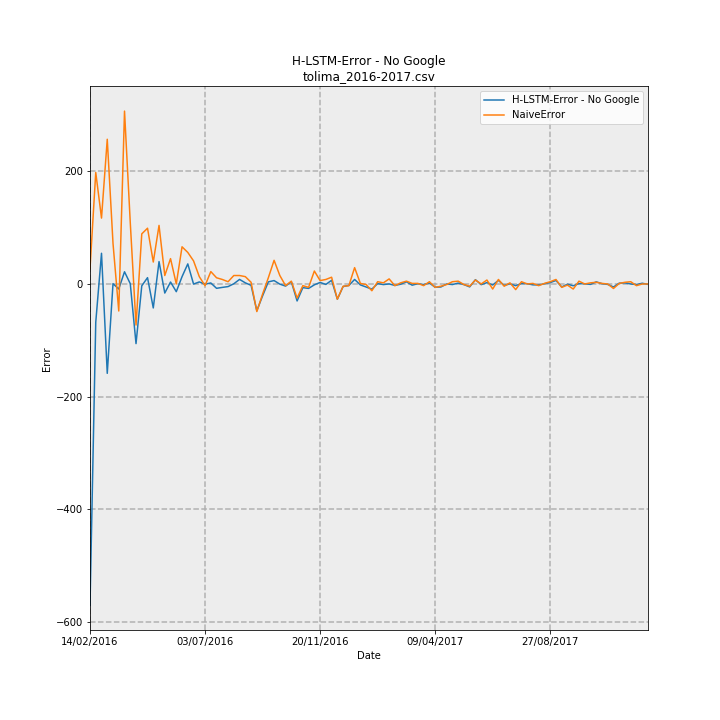 H-LSTM-Error - No Google
tolima_2016-2017.csv
H-LSTM-Error - No Google
NaiveError
200
0
−200
−400
−600
Error
14/02/2016
03/07/2016
20/11/2016
09/04/2017
27/08/2017
Date